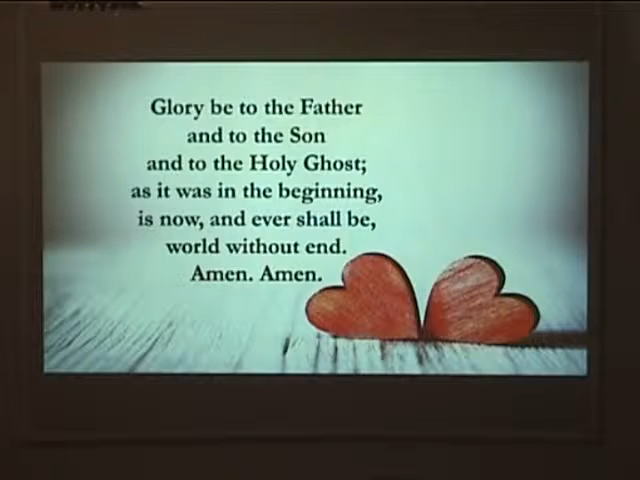 Glory be to the Father
and to the Son
and to the Holy Ghost;
as it was in the beginning,
is now, and ever shall be,
world without end.
Amen. Amen.